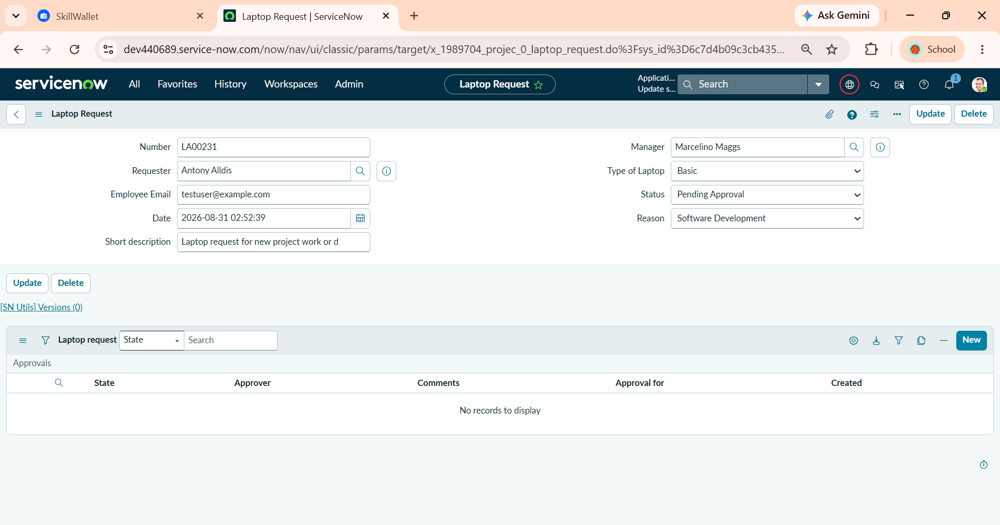 SkillWallet
Laptop Request | ServiceNow
Ask Gemini
dev440689.service-now.com/now/nav/ui/classic/params/target/x_1989704_projec_0_laptop_request.do%3Fsys_id%3D6c7d4b09c3cb435...
School
servicenow
All
Favorites
History
Workspaces
Admin
Laptop Request
Applicati...
Update s...
Search
1
Laptop Request
Update
Delete
Number
LA00231
Manager
Marcelino Maggs
Requester
Antony Alldis
Type of Laptop
Basic
Employee Email
testuser@example.com
Status
Pending Approval
Date
2026-08-31 02:52:39
Reason
Software Development
Short description
Laptop request for new project work or d
Update
Delete
[SN Utils] Versions (0)
Laptop request
State
Search
New
Approvals
State
Approver
Comments
Approval for
Created
No records to display